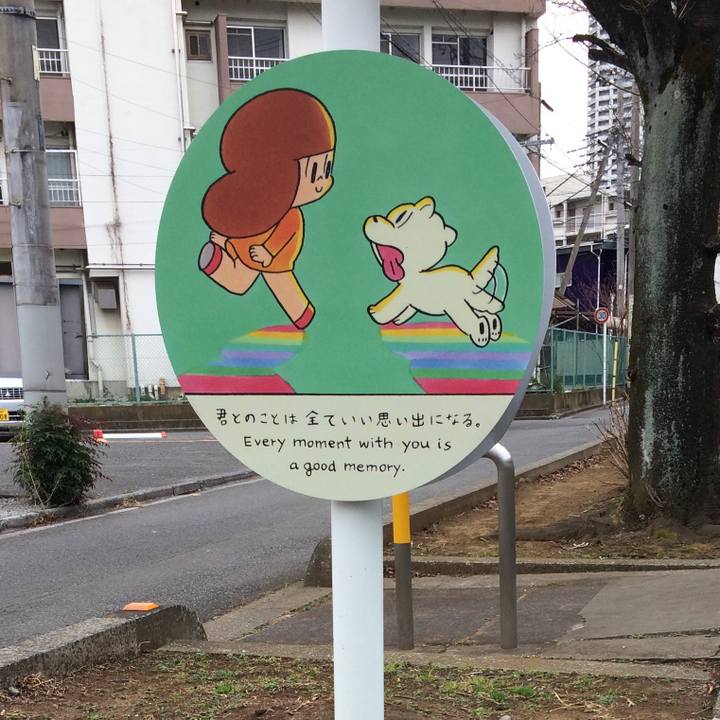 君とのことは 全ていい思い出になる。
Every moment with you is
a good memory.